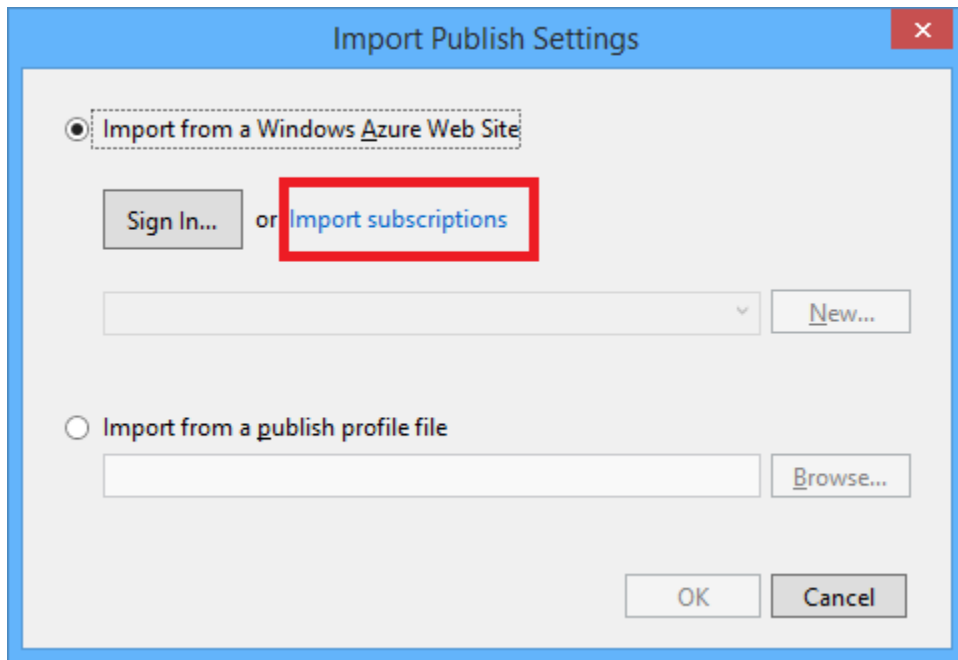 Import Publish Settings
Import from a Windows Azure Web Site
Sign In... or Import subscriptions
New...
Import from a publish profile file
Browse...
OK Cancel